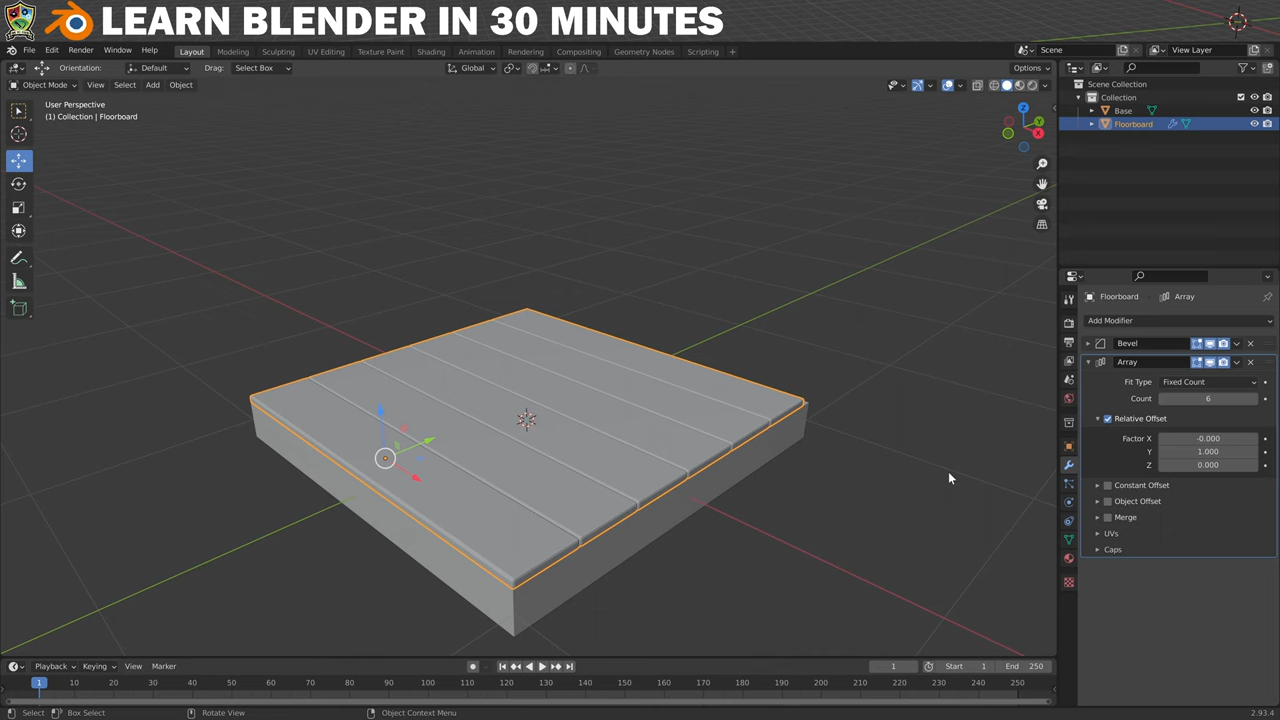 LEARN BLENDER IN 30 MINUTES
File Edit Render Window Help Layout Modeling Sculpting UV Editing Texture Paint Shading Animation Rendering Compositing Geometry Nodes Scripting + Scene View Layer
Orientation: Default Drag: Select Box Global Options
Object Mode View Select Add Object
Scene Collection
Collection
Base
Floorboard
User Perspective
(1) Collection | Floorboard
Z
Y
X
Floorboard Array
Add Modifier
Bevel
Array
Fit Type Fixed Count
Count 6
Relative Offset
Factor X -0.000
Y 1.000
Z 0.000
Constant Offset
Object Offset
Merge
UVs
Caps
Playback Keying View Marker 1 Start 1 End 250
1 10 20 30 40 50 60 70 80 90 100 110 120 130 140 150 160 170 180 190 200 210 220 230 240 250
Select Box Select Rotate View Object Context Menu 2.93.4